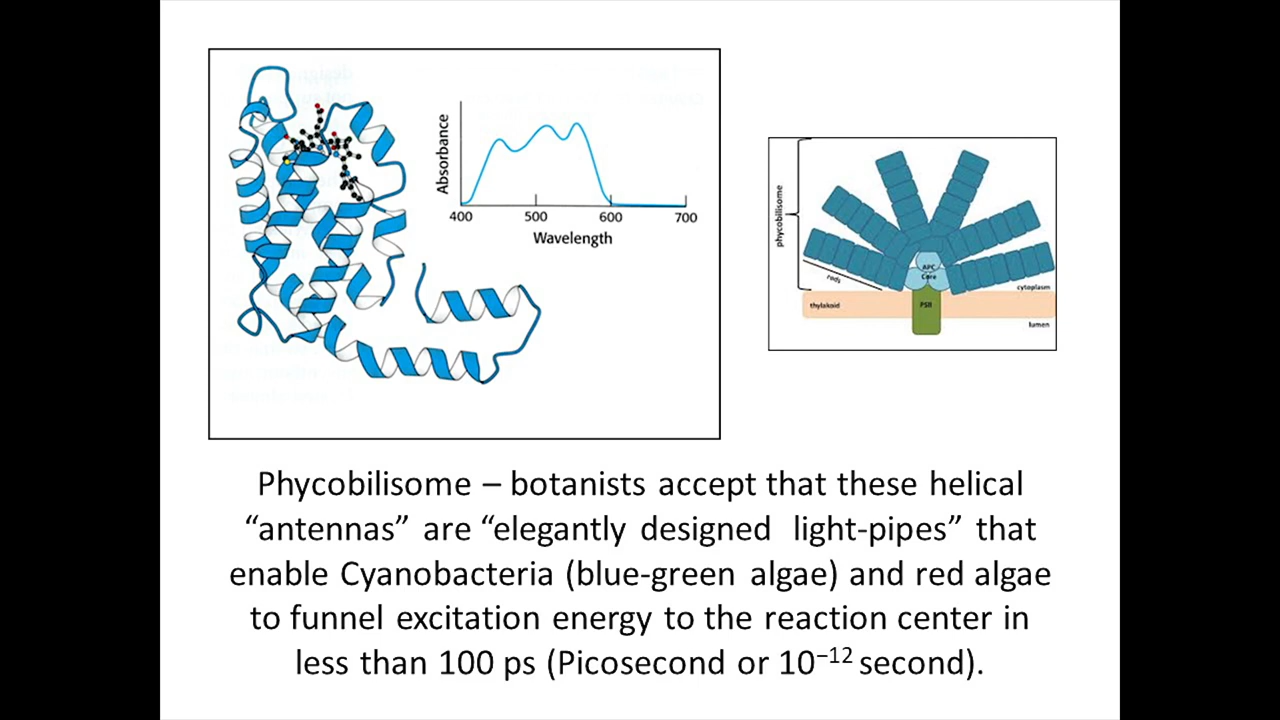 Absorbance
400
500
600
700
Wavelength
phycobilisome
rods
APC
Core
cytoplasm
thylakoid
PSII
lumen
Phycobilisome – botanists accept that these helical
“antennas” are “elegantly designed light-pipes” that
enable Cyanobacteria (blue-green algae) and red algae
to funnel excitation energy to the reaction center in
less than 100 ps (Picosecond or 10⁻¹² second).